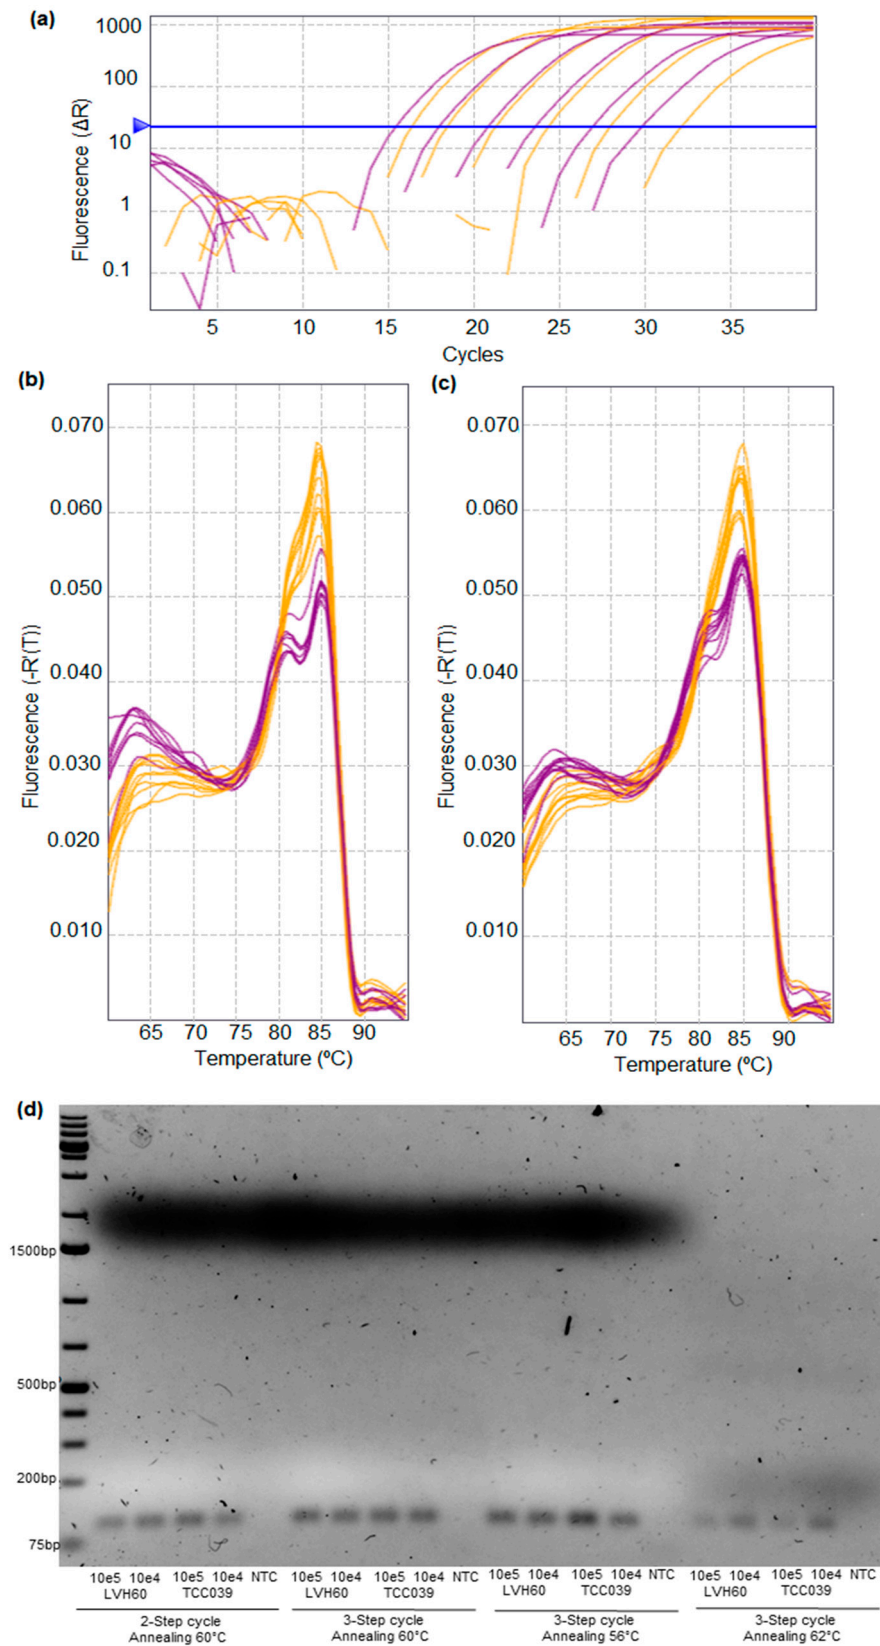 (a)
1000
100
10
1
0.1
Fluorescence (ΔR)
5 10 15 20 25 30 35
Cycles
(b)
0.070
0.060
0.050
0.040
0.030
0.020
0.010
Fluorescence (-R'(T))
65 70 75 80 85 90
Temperature (ºC)
(c)
0.070
0.060
0.050
0.040
0.030
0.020
0.010
Fluorescence (-R'(T))
65 70 75 80 85 90
Temperature (ºC)
(d)
1500bp
500bp
200bp
75bp
10e5 10e4 10e5 10e4 NTC 10e5 10e4 10e5 10e4 NTC 10e5 10e4 10e5 10e4 NTC 10e5 10e4 10e5 10e4 NTC
LVH60 TCC039 LVH60 TCC039 LVH60 TCC039 LVH60 TCC039
2-Step cycle 3-Step cycle 3-Step cycle 3-Step cycle
Annealing 60°C Annealing 60°C Annealing 56°C Annealing 62°C